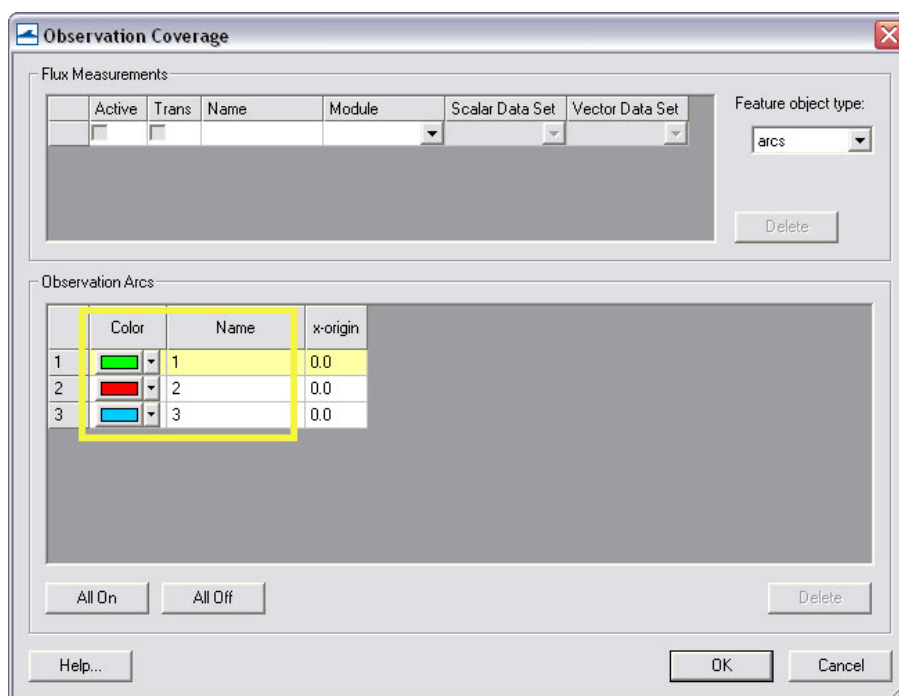 Observation Coverage
Flux Measurements
Active Trans Name Module Scalar Data Set Vector Data Set
Feature object type:
arcs
Delete
Observation Arcs
Color Name x-origin
1 1 0.0
2 2 0.0
3 3 0.0
All On All Off Delete
Help... OK Cancel